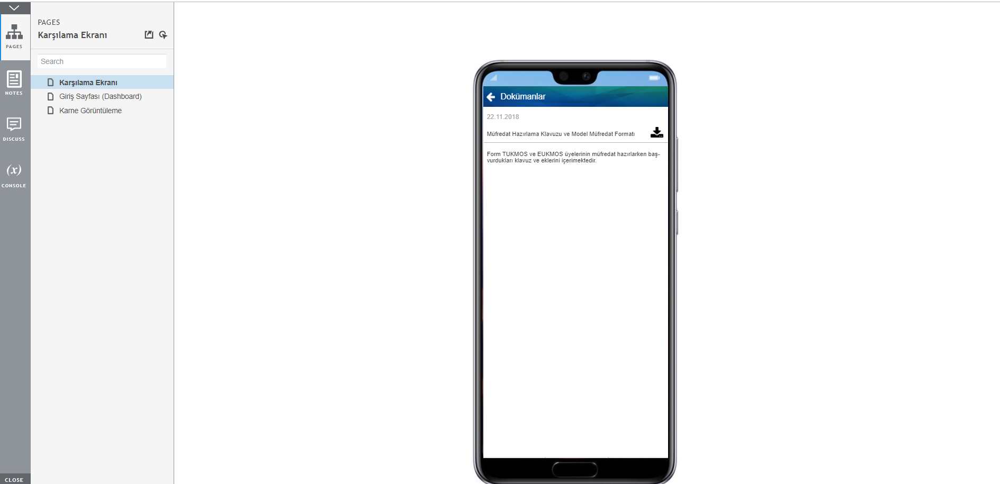 PAGES
NOTES
DISCUSS
(x)
CONSOLE
CLOSE
PAGES
Karşılama Ekranı
Search
Karşılama Ekranı
Giriş Sayfası (Dashboard)
Karne Görüntüleme
Dokümanlar
22.11.2018
Müfredat Hazırlama Klavuzu ve Model Müfredat Formatı
Form TUKMOS ve EUKMOS üyelerinin müfredat hazırlarken baş-
vurdukları klavuz ve eklerini içerimektedir.